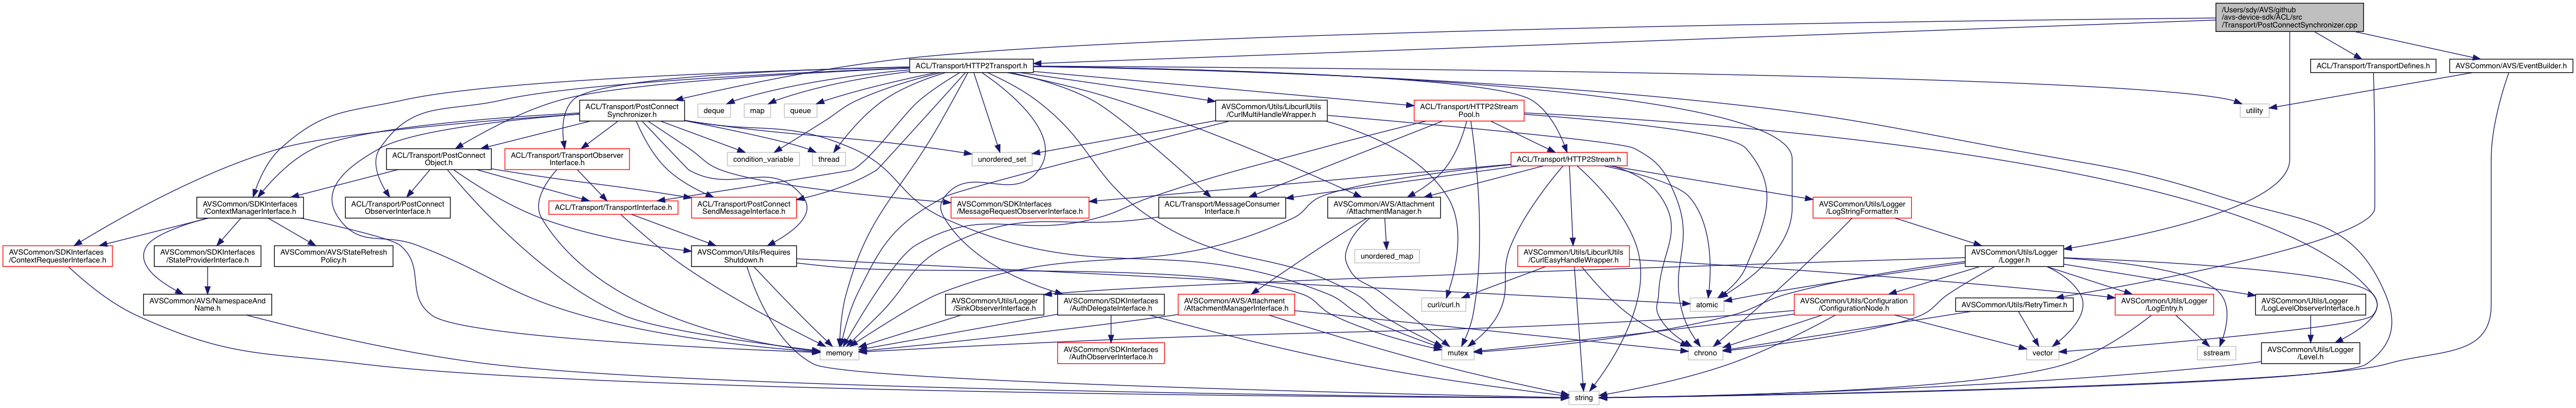 /Users/sdy/AVS/github
/avs-device-sdk/ACL/src
/Transport/PostConnectSynchronizer.cpp
ACL/Transport/HTTP2Transport.h
ACL/Transport/TransportDefines.h
AVSCommon/AVS/EventBuilder.h
ACL/Transport/PostConnect
Synchronizer.h
deque
map
queue
AVSCommon/Utils/LibcurlUtils
/CurlMultiHandleWrapper.h
ACL/Transport/HTTP2Stream
Pool.h
utility
ACL/Transport/PostConnect
Object.h
ACL/Transport/TransportObserver
Interface.h
condition_variable
thread
unordered_set
ACL/Transport/HTTP2Stream.h
AVSCommon/SDKInterfaces
/ContextManagerInterface.h
ACL/Transport/PostConnect
ObserverInterface.h
ACL/Transport/TransportInterface.h
ACL/Transport/PostConnect
SendMessageInterface.h
AVSCommon/SDKInterfaces
/MessageRequestObserverInterface.h
ACL/Transport/MessageConsumer
Interface.h
AVSCommon/AVS/Attachment
/AttachmentManager.h
AVSCommon/Utils/Logger
/LogStringFormatter.h
AVSCommon/SDKInterfaces
/ContextRequesterInterface.h
AVSCommon/SDKInterfaces
/StateProviderInterface.h
AVSCommon/AVS/StateRefresh
Policy.h
AVSCommon/Utils/Requires
Shutdown.h
unordered_map
AVSCommon/Utils/LibcurlUtils
/CurlEasyHandleWrapper.h
AVSCommon/Utils/Logger
/Logger.h
AVSCommon/AVS/NamespaceAnd
Name.h
AVSCommon/Utils/Logger
/SinkObserverInterface.h
AVSCommon/SDKInterfaces
/AuthDelegateInterface.h
AVSCommon/AVS/Attachment
/AttachmentManagerInterface.h
curl/curl.h
atomic
AVSCommon/Utils/Configuration
/ConfigurationNode.h
AVSCommon/Utils/RetryTimer.h
AVSCommon/Utils/Logger
/LogEntry.h
AVSCommon/Utils/Logger
/LogLevelObserverInterface.h
memory
AVSCommon/SDKInterfaces
/AuthObserverInterface.h
mutex
chrono
vector
sstream
AVSCommon/Utils/Logger
/Level.h
string